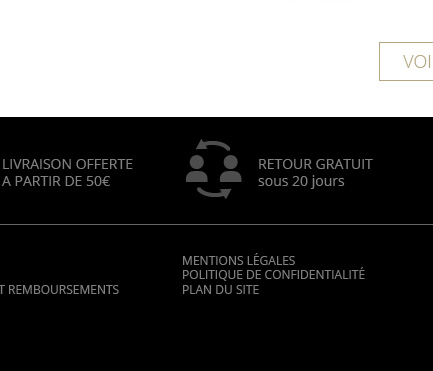 VOI
LIVRAISON OFFERTE
A PARTIR DE 50€
RETOUR GRATUIT
sous 20 jours
MENTIONS LÉGALES
POLITIQUE DE CONFIDENTIALITÉ
T REMBOURSEMENTS
PLAN DU SITE